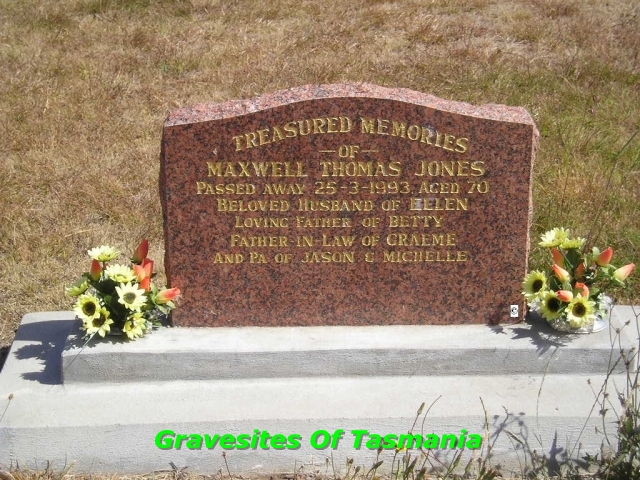 TREASURED MEMORIES
— OF —
MAXWELL THOMAS JONES
PASSED AWAY 25-3-1993 AGED 70
BELOVED HUSBAND OF ELLEN
LOVING FATHER OF BETTY
FATHER-IN-LAW OF GRAEME
AND PA OF JASON & MICHELLE
Gravesites Of Tasmania